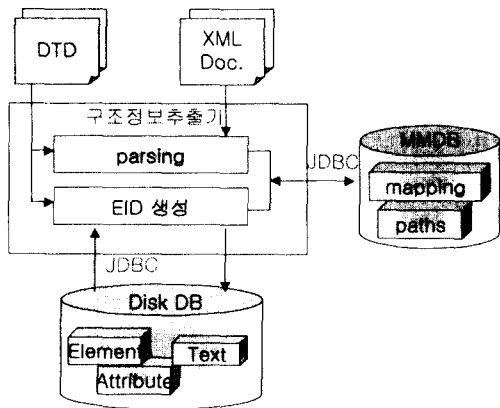 DTD
XML
Doc.
구조정보추출기
parsing
EID 생성
JDBC
MMDB
mapping
paths
JDBC
Disk DB
Element
Text
Attribute